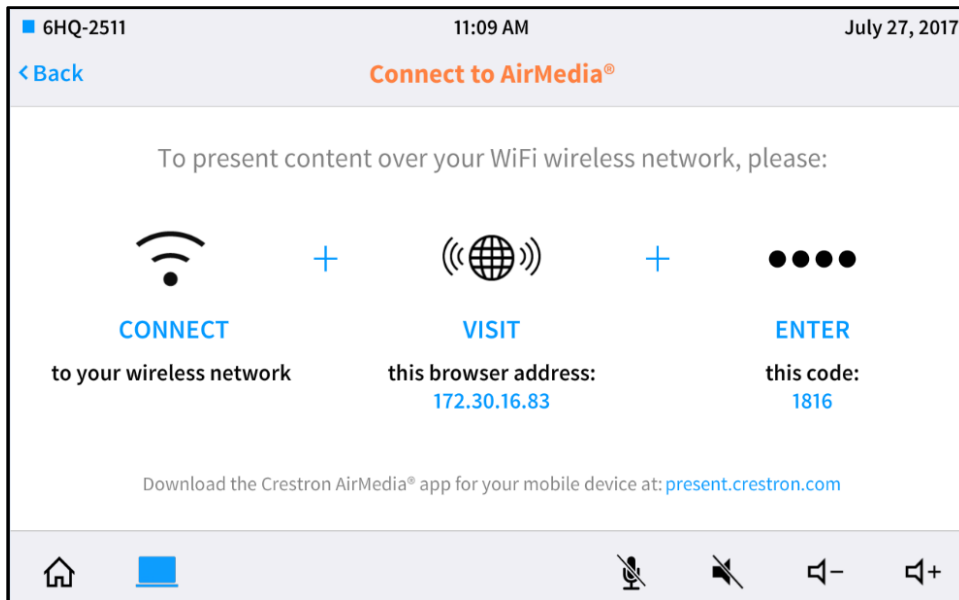 6HQ-2511 11:09 AM July 27, 2017
Back Connect to AirMedia®
To present content over your WiFi wireless network, please:
CONNECT
to your wireless network
VISIT
this browser address:
172.30.16.83
ENTER
this code:
1816
Download the Crestron AirMedia® app for your mobile device at: present.crestron.com